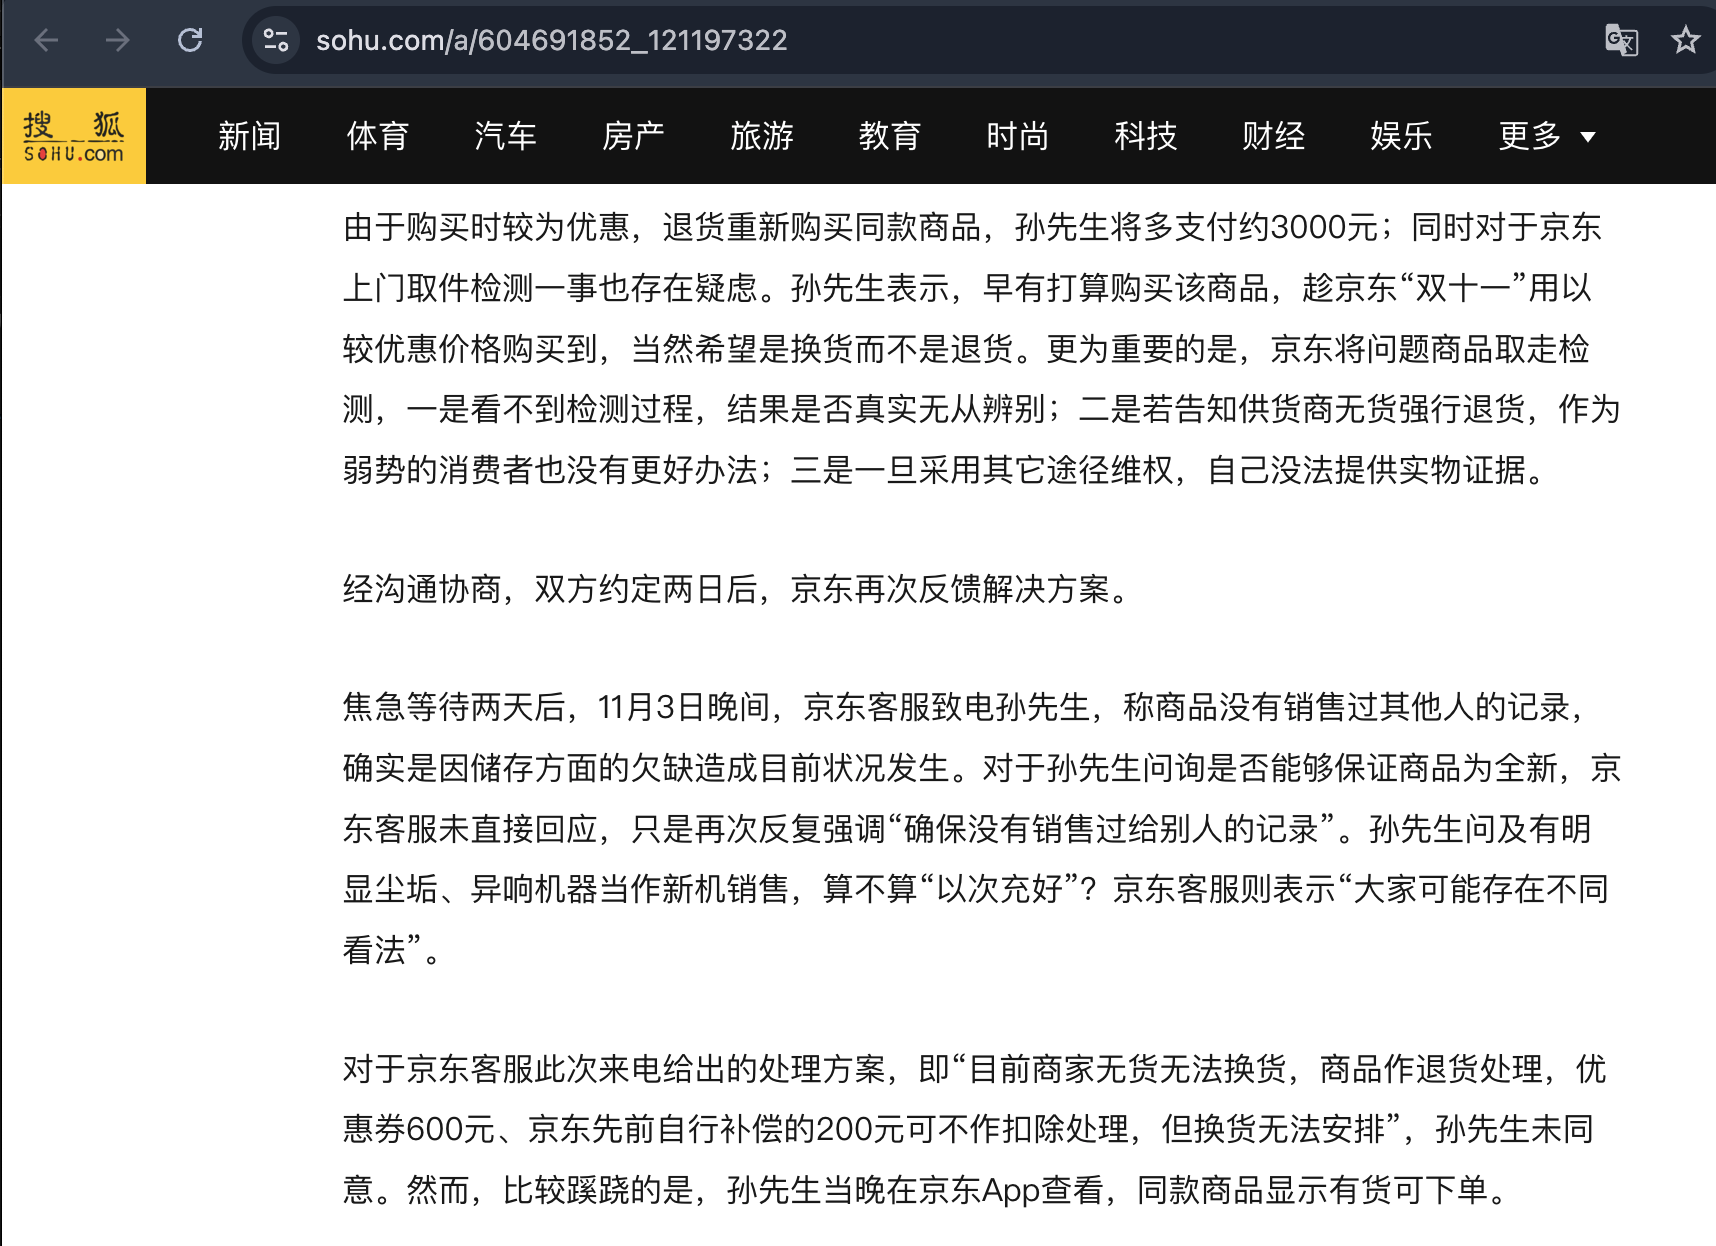 sohu.com/a/604691852_121197322
搜狐
SOHU.com
新闻 体育 汽车 房产 旅游 教育 时尚 科技 财经 娱乐 更多
由于购买时较为优惠，退货重新购买同款商品，孙先生将多支付约3000元；同时对于京东
上门取件检测一事也存在疑虑。孙先生表示，早有打算购买该商品，趁京东“双十一”用以
较优惠价格购买到，当然希望是换货而不是退货。更为重要的是，京东将问题商品取走检
测，一是看不到检测过程，结果是否真实无从辨别；二是若告知供货商无货强行退货，作为
弱势的消费者也没有更好办法；三是一旦采用其它途径维权，自己没法提供实物证据。
经沟通协商，双方约定两日后，京东再次反馈解决方案。
焦急等待两天后，11月3日晚间，京东客服致电孙先生，称商品没有销售过其他人的记录，
确实是因储存方面的欠缺造成目前状况发生。对于孙先生问询是否能够保证商品为全新，京
东客服未直接回应，只是再次反复强调“确保没有销售过给别人的记录”。孙先生问及有明
显尘垢、异响机器当作新机销售，算不算“以次充好”？京东客服则表示“大家可能存在不同
看法”。
对于京东客服此次来电给出的处理方案，即“目前商家无货无法换货，商品作退货处理，优
惠券600元、京东先前自行补偿的200元可不作扣除处理，但换货无法安排”，孙先生未同
意。然而，比较蹊跷的是，孙先生当晚在京东App查看，同款商品显示有货可下单。